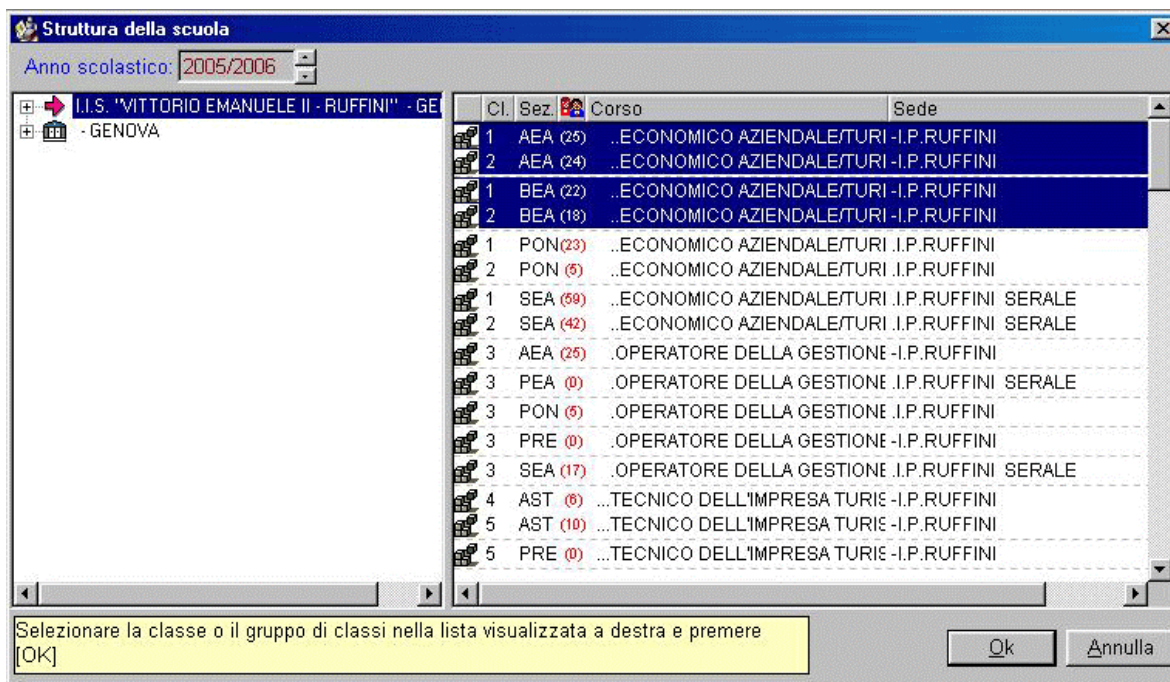 Struttura della scuola
Anno scolastico: 2005/2006
I.I.S. "VITTORIO EMANUELE II - RUFFINI" - GE
- GENOVA
Cl. Sez. Corso Sede
1 AEA (25) ..ECONOMICO AZIENDALE/TURI -I.P.RUFFINI
2 AEA (24) ..ECONOMICO AZIENDALE/TURI -I.P.RUFFINI
1 BEA (22) ..ECONOMICO AZIENDALE/TURI -I.P.RUFFINI
2 BEA (18) ..ECONOMICO AZIENDALE/TURI -I.P.RUFFINI
1 PON (23) ..ECONOMICO AZIENDALE/TURI .I.P.RUFFINI
2 PON (5) ..ECONOMICO AZIENDALE/TURI .I.P.RUFFINI
1 SEA (59) ..ECONOMICO AZIENDALE/TURI .I.P.RUFFINI SERALE
2 SEA (42) ..ECONOMICO AZIENDALE/TURI .I.P.RUFFINI SERALE
3 AEA (25) .OPERATORE DELLA GESTIONE -I.P.RUFFINI
3 PEA (0) .OPERATORE DELLA GESTIONE .I.P.RUFFINI SERALE
3 PON (5) .OPERATORE DELLA GESTIONE .I.P.RUFFINI
3 PRE (0) .OPERATORE DELLA GESTIONE .I.P.RUFFINI
3 SEA (17) .OPERATORE DELLA GESTIONE .I.P.RUFFINI SERALE
4 AST (6) ...TECNICO DELL'IMPRESA TURIS -I.P.RUFFINI
5 AST (10) ...TECNICO DELL'IMPRESA TURIS -I.P.RUFFINI
5 PRE (0) ...TECNICO DELL'IMPRESA TURIS -I.P.RUFFINI
Selezionare la classe o il gruppo di classi nella lista visualizzata a destra e premere
[OK]
Ok Annulla